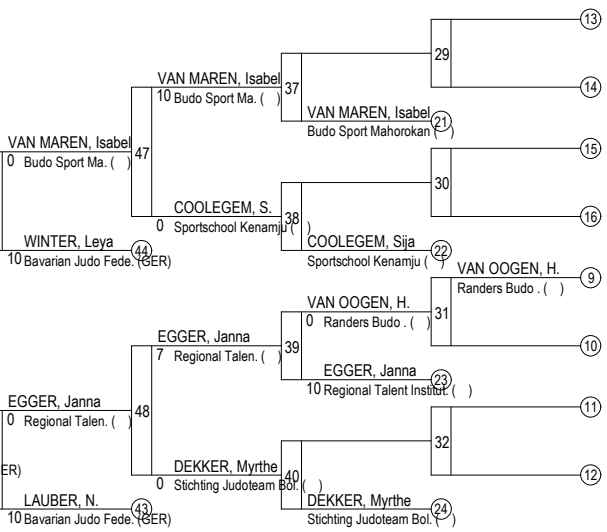 13
29
VAN MAREN, Isabel
10 Budo Sport Ma. ( )
37
14
VAN MAREN, Isabel
Budo Sport Mahorokan ( )
21
VAN MAREN, Isabel
0 Budo Sport Ma. ( )
47
15
30
COOLEGEM, S.
0 Sportschool Kenamju ( )
38
16
WINTER, Leya
10 Bavarian Judo Fede. (GER)
44
COOLEGEM, Sija
Sportschool Kenamju ( )
22
VAN OOGEN, H.
Randers Budo . ( )
9
VAN OOGEN, H.
0 Randers Budo . ( )
31
EGGER, Janna
7 Regional Talen. ( )
39
10
EGGER, Janna
10 Regional Talent Institut. ( )
23
EGGER, Janna
0 Regional Talen. ( )
48
11
32
DEKKER, Myrthe
0 Stichting Judoteam Bol. ( )
40
12
ER)
LAUBER, N.
10 Bavarian Judo Fede. (GER)
43
DEKKER, Myrthe
Stichting Judoteam Bol. ( )
24